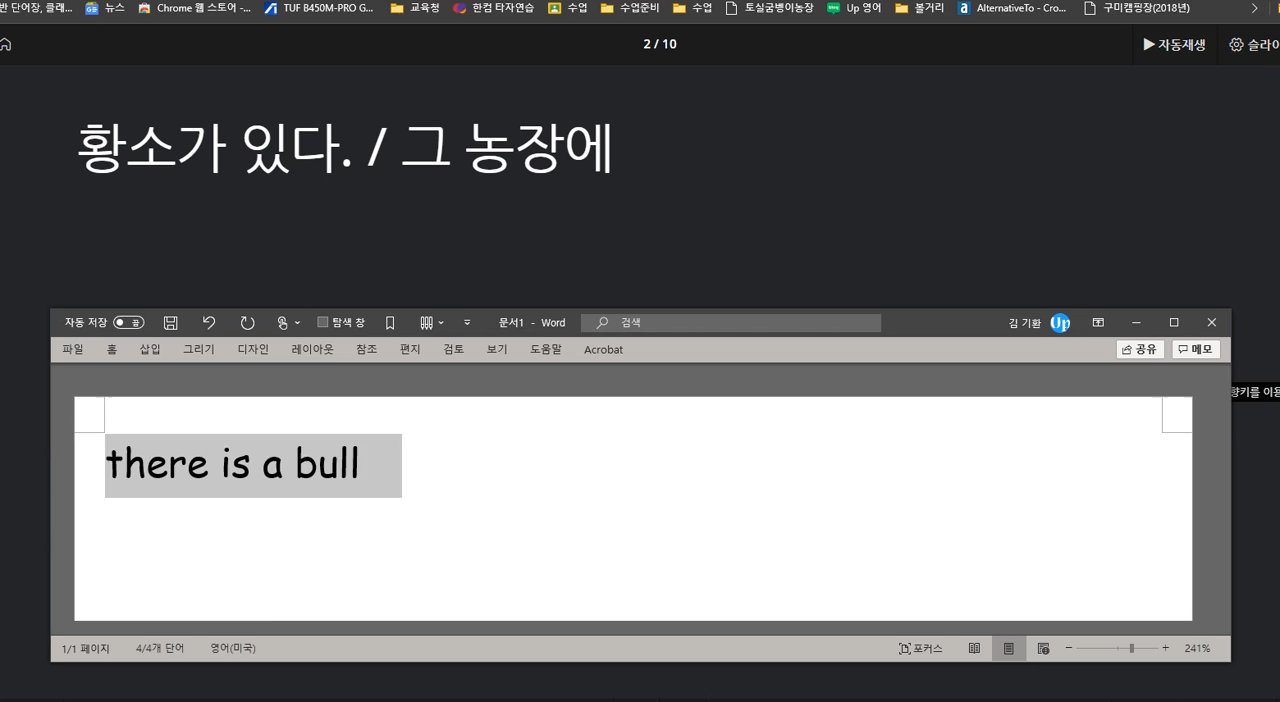 반 단어장, 클래... 뉴스 Chrome 웹 스토어 -... TUF B450M-PRO G... 교육청 한컴 타자연습 수업 수업준비 수업 토실굼벵이농장 Up 영어 볼거리 AlternativeTo - Cro... 구미캠핑장(2018년)
2 / 10 자동재생 슬라이
황소가 있다. / 그 농장에
자동 저장 끔 탐색 창 문서1 - Word 검색 김 기환 Up
파일 홈 삽입 그리기 디자인 레이아웃 참조 편지 검토 보기 도움말 Acrobat 공유 메모
향키를 이용
there is a bull
1/1 페이지 4/4개 단어 영어(미국) 포커스 241%